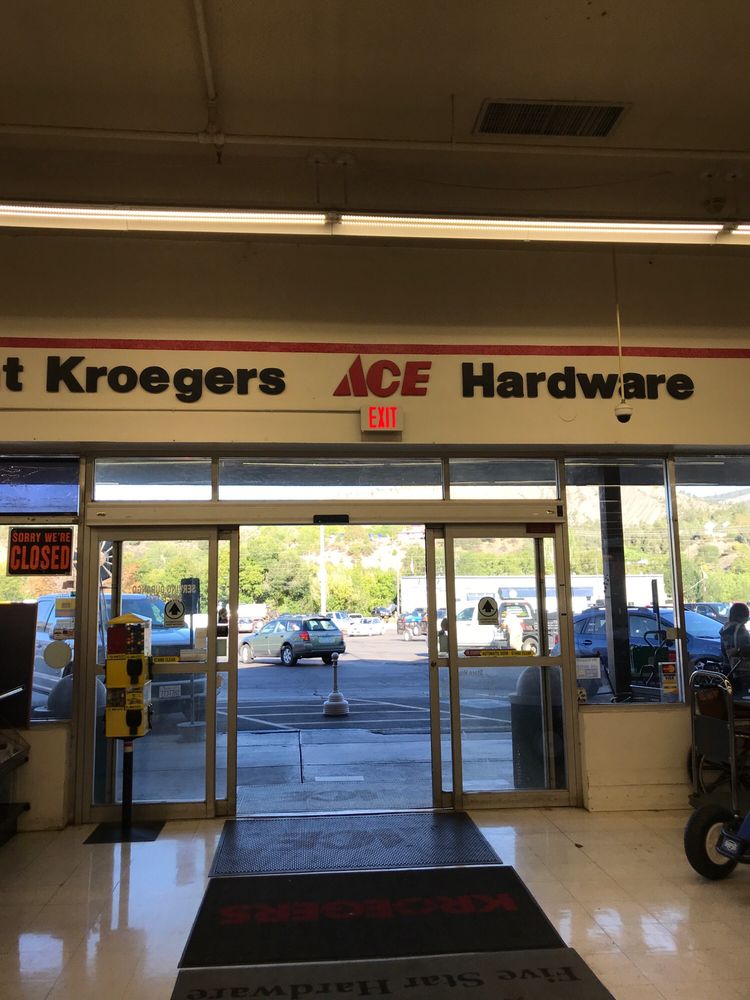 t Kroegers ACE Hardware
EXIT
SORRY WE'RE
CLOSED
ACE
KROEGERS
Five Star Hardware